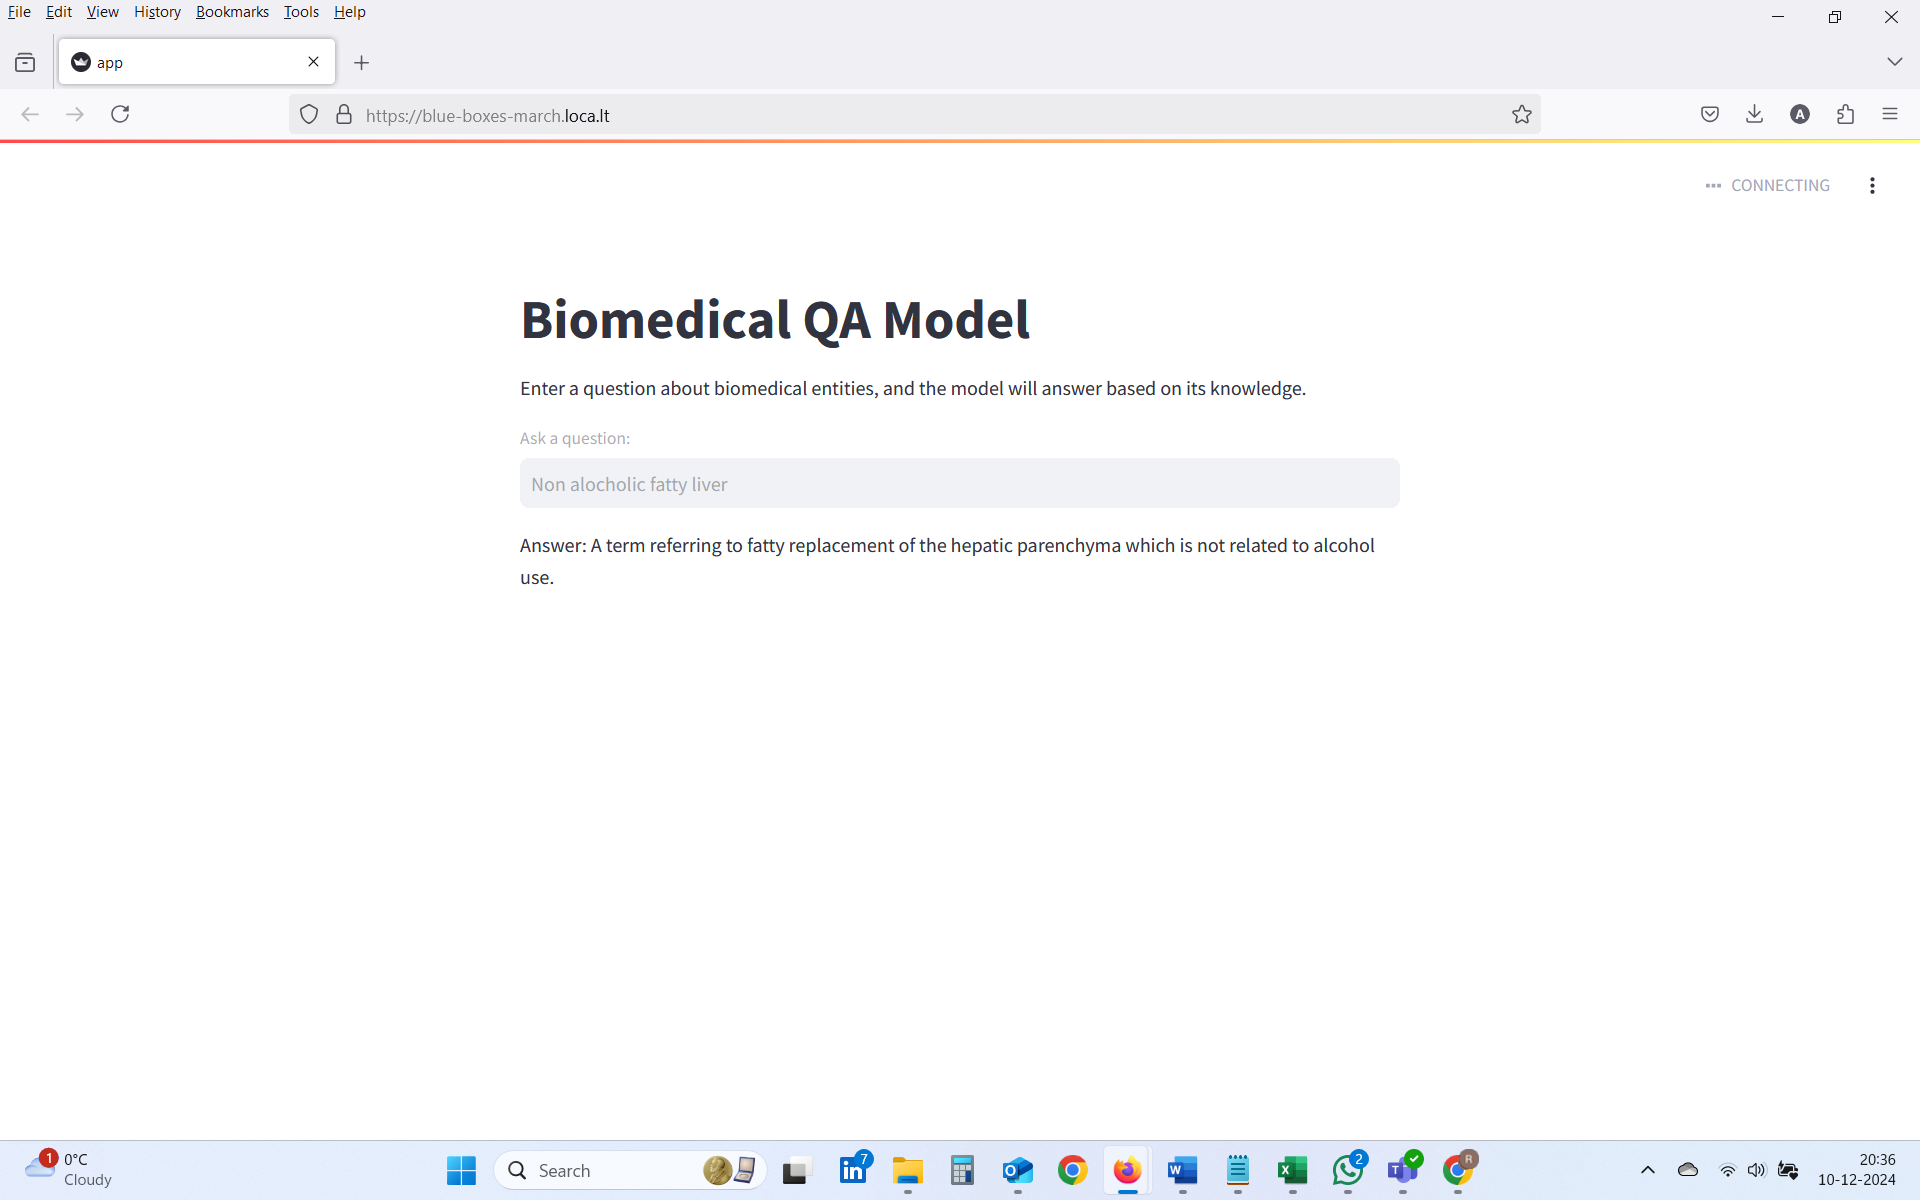 File Edit View History Bookmarks Tools Help
app
https://blue-boxes-march.loca.lt
A
CONNECTING
Biomedical QA Model
Enter a question about biomedical entities, and the model will answer based on its knowledge.
Ask a question:
Non alocholic fatty liver
Answer: A term referring to fatty replacement of the hepatic parenchyma which is not related to alcohol
use.
1
0°C
Cloudy
Search
7
2
R
20:36
10-12-2024